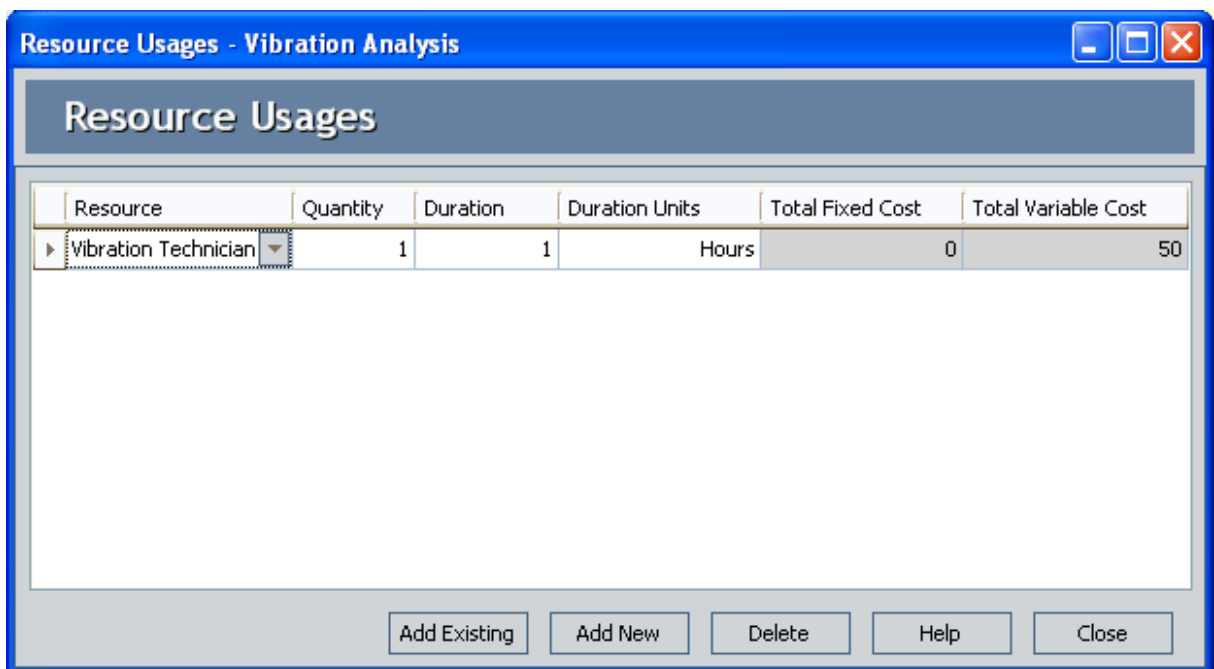 Resource Usages - Vibration Analysis
Resource Usages
Resource Quantity Duration Duration Units Total Fixed Cost Total Variable Cost
Vibration Technician 1 1 Hours 0 50
Add Existing Add New Delete Help Close